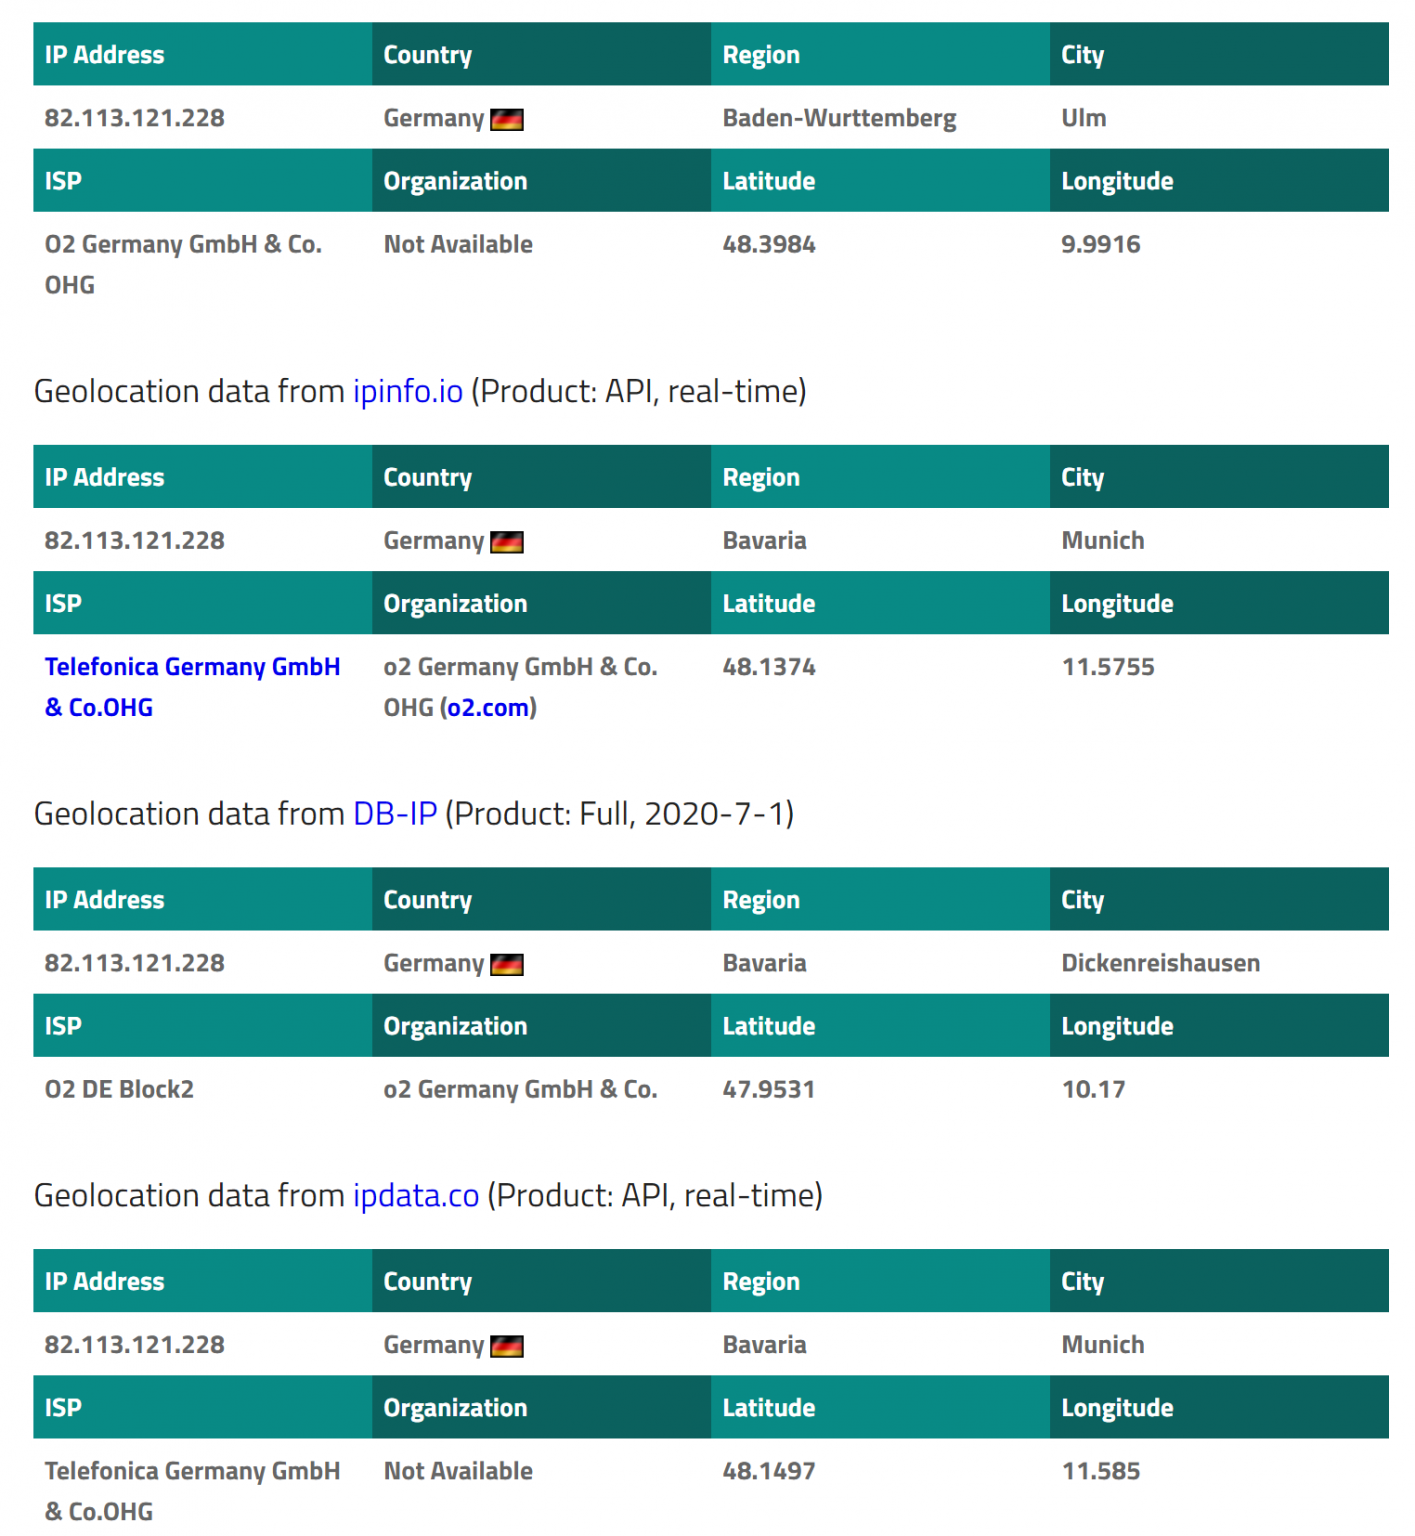 IP Address Country Region City
82.113.121.228 Germany Baden-Wurttemberg Ulm
ISP Organization Latitude Longitude
O2 Germany GmbH & Co. Not Available 48.3984 9.9916
OHG
Geolocation data from ipinfo.io (Product: API, real-time)
IP Address Country Region City
82.113.121.228 Germany Bavaria Munich
ISP Organization Latitude Longitude
Telefonica Germany GmbH o2 Germany GmbH & Co. 48.1374 11.5755
& Co.OHG OHG (o2.com)
Geolocation data from DB-IP (Product: Full, 2020-7-1)
IP Address Country Region City
82.113.121.228 Germany Bavaria Dickenreishausen
ISP Organization Latitude Longitude
O2 DE Block2 o2 Germany GmbH & Co. 47.9531 10.17
Geolocation data from ipdata.co (Product: API, real-time)
IP Address Country Region City
82.113.121.228 Germany Bavaria Munich
ISP Organization Latitude Longitude
Telefonica Germany GmbH Not Available 48.1497 11.585
& Co.OHG